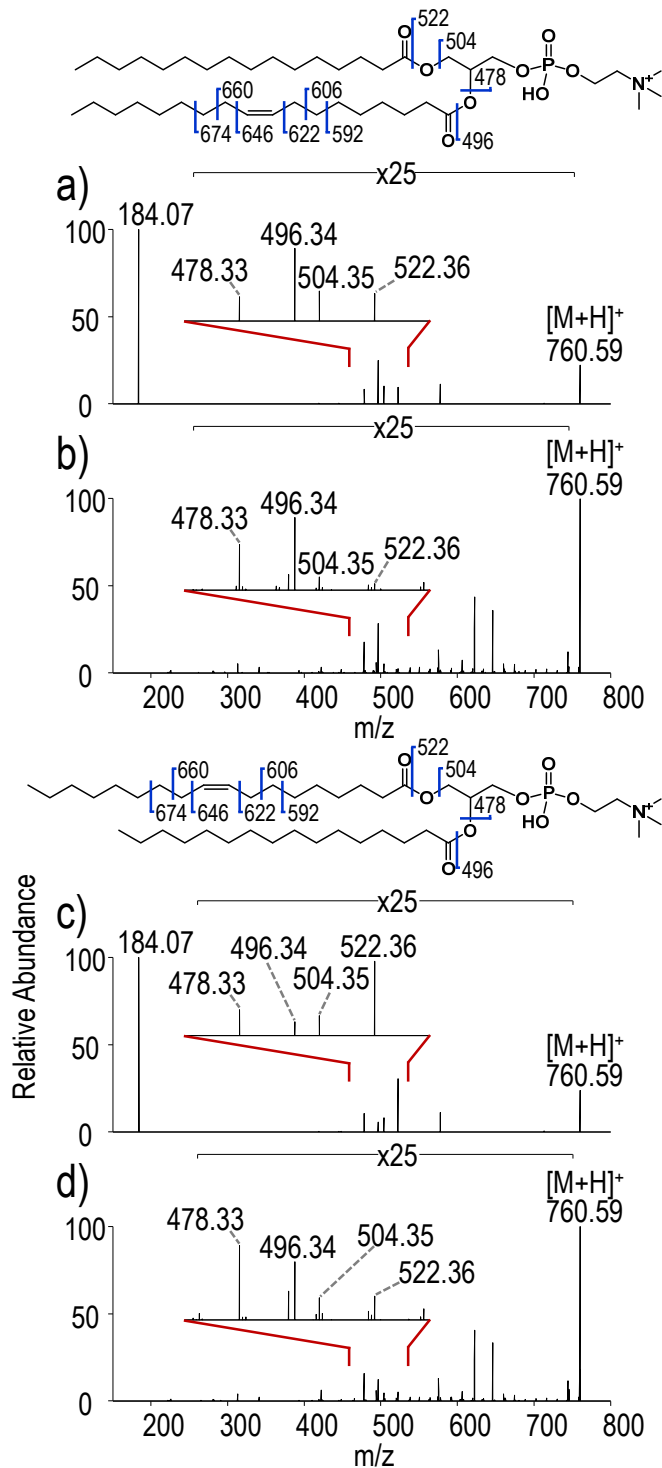 522
O
O
504
O
P
O
N+
HO
O
478
O
O
496
660
606
674
646
622
592
x25
a)
184.07
496.34
478.33
504.35
522.36
[M+H]+
760.59
100
50
0
x25
b)
[M+H]+
760.59
100
496.34
478.33
504.35
522.36
50
0
200 300 400 500 600 700 800
m/z
522
O
O
504
O
P
O
N+
HO
O
478
O
O
496
660
606
674
646
622
592
x25
c)
184.07
496.34
522.36
478.33
504.35
[M+H]+
760.59
100
50
0
Relative Abundance
x25
d)
[M+H]+
760.59
100
478.33
504.35
496.34
522.36
50
0
200 300 400 500 600 700 800
m/z